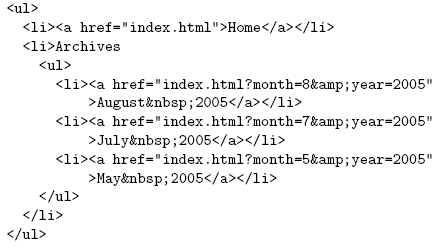 <ul>
  <li><a href="index.html">Home</a></li>
  <li>Archives
    <ul>
      <li><a href="index.html?month=8&amp;year=2005"
          >August&nbsp;2005</a></li>
      <li><a href="index.html?month=7&amp;year=2005"
          >July&nbsp;2005</a></li>
      <li><a href="index.html?month=5&amp;year=2005"
          >May&nbsp;2005</a></li>
    </ul>
  </li>
</ul>